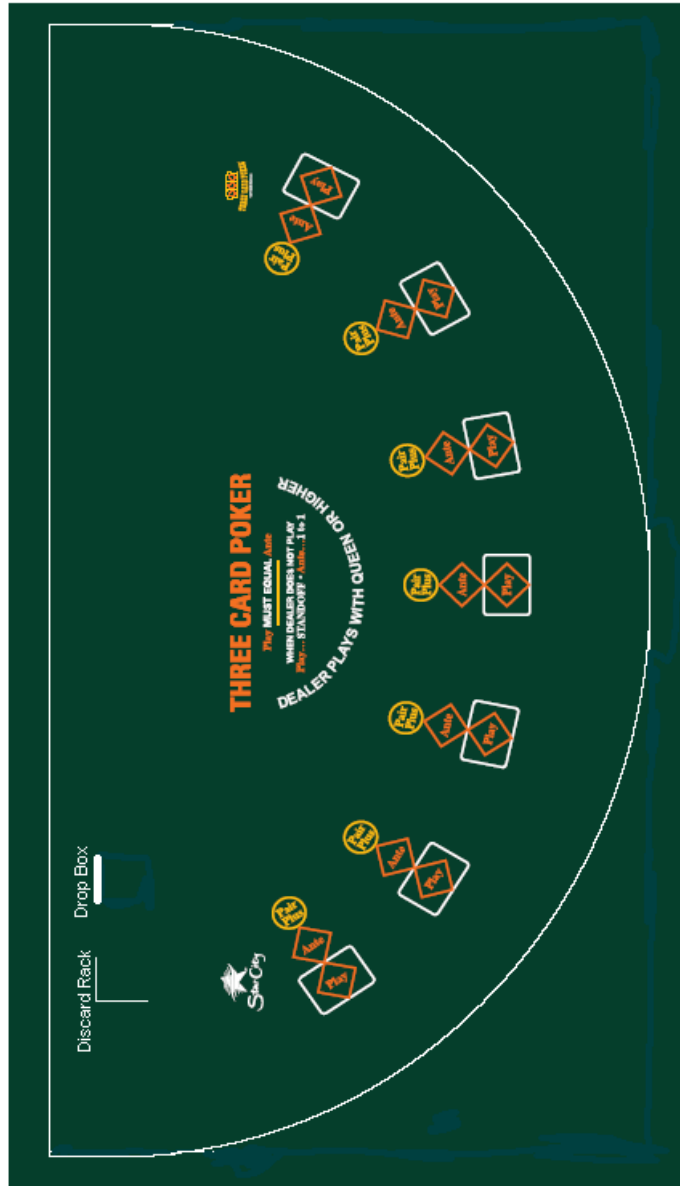 THREE CARD POKER
Play MUST EQUAL Ante
WHEN DEALER DOES NOT PLAY
Play... STANDOFF • Ante...1 to 1
DEALER PLAYS WITH QUEEN OR HIGHER
Discard Rack
Drop Box
Star City
Pair Plus
Ante
Play
Pair Plus
Ante
Play
Pair Plus
Ante
Play
Pair Plus
Ante
Play
Pair Plus
Ante
Play
Pair Plus
Ante
Play
Pair Plus
Ante
Play